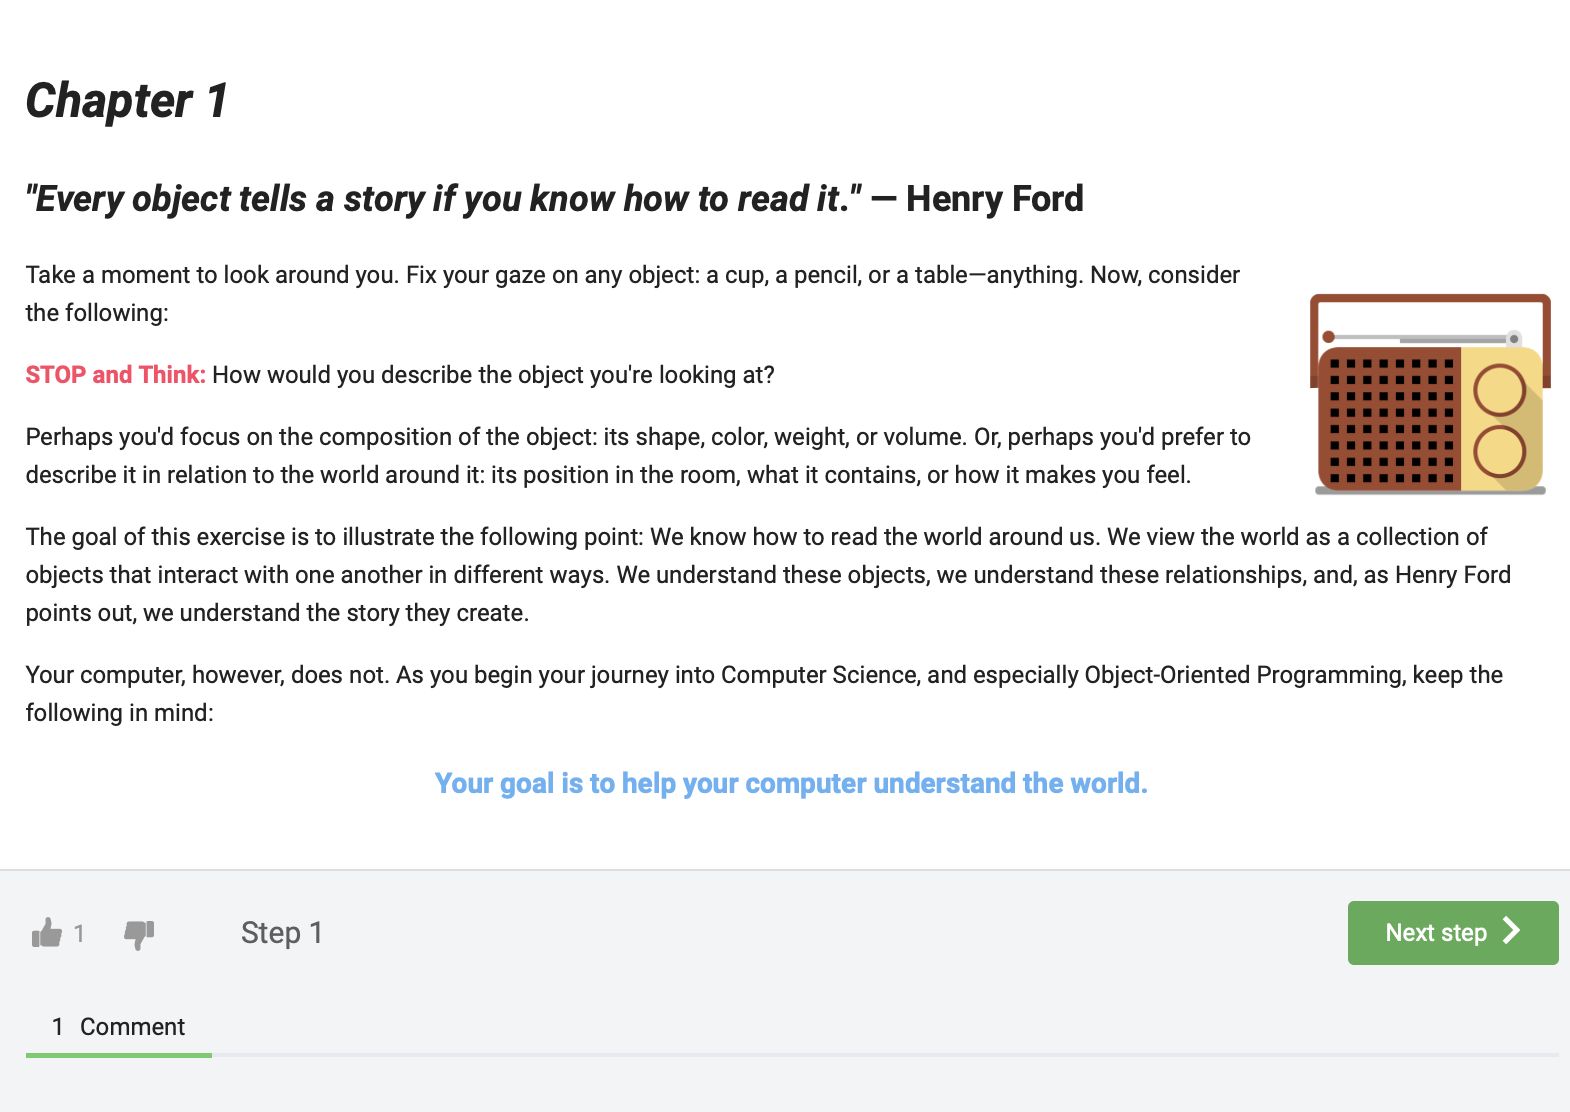 Chapter 1
"Every object tells a story if you know how to read it." — Henry Ford
Take a moment to look around you. Fix your gaze on any object: a cup, a pencil, or a table—anything. Now, consider
the following:
STOP and Think: How would you describe the object you're looking at?
Perhaps you'd focus on the composition of the object: its shape, color, weight, or volume. Or, perhaps you'd prefer to
describe it in relation to the world around it: its position in the room, what it contains, or how it makes you feel.
The goal of this exercise is to illustrate the following point: We know how to read the world around us. We view the world as a collection of
objects that interact with one another in different ways. We understand these objects, we understand these relationships, and, as Henry Ford
points out, we understand the story they create.
Your computer, however, does not. As you begin your journey into Computer Science, and especially Object-Oriented Programming, keep the
following in mind:
Your goal is to help your computer understand the world.
1 Step 1 Next step
1 Comment